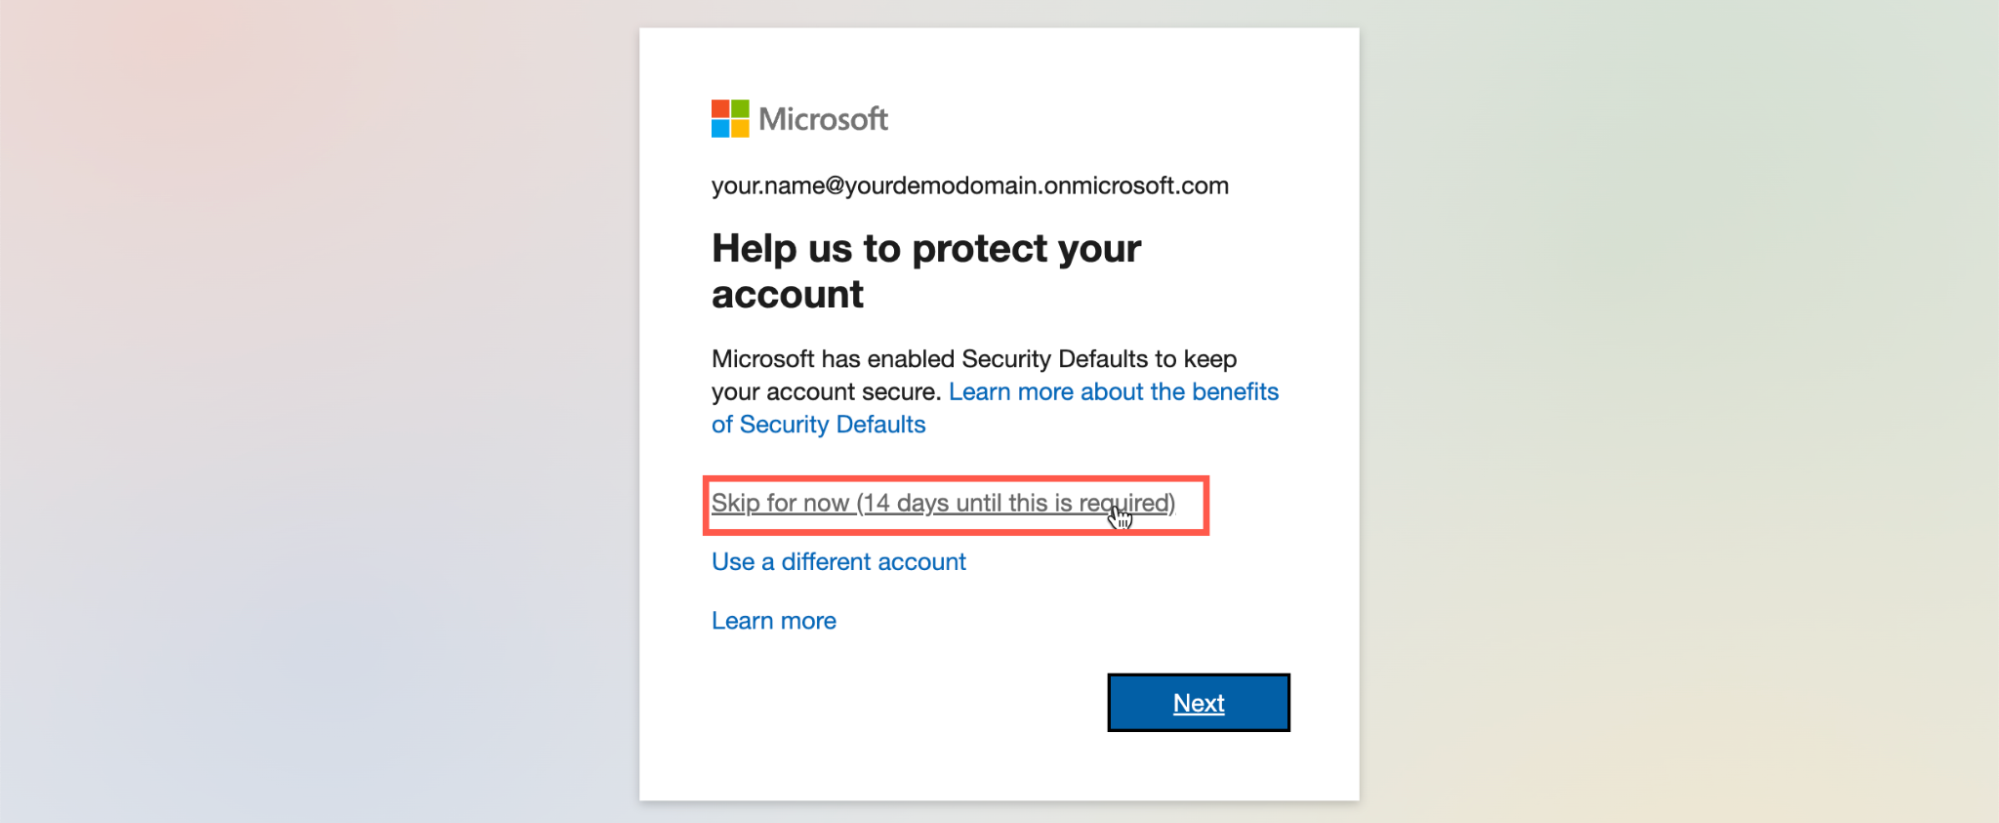 Microsoft
your.name@yourdemodomain.onmicrosoft.com
Help us to protect your
account
Microsoft has enabled Security Defaults to keep
your account secure. Learn more about the benefits
of Security Defaults
Skip for now (14 days until this is required)
Use a different account
Learn more
Next